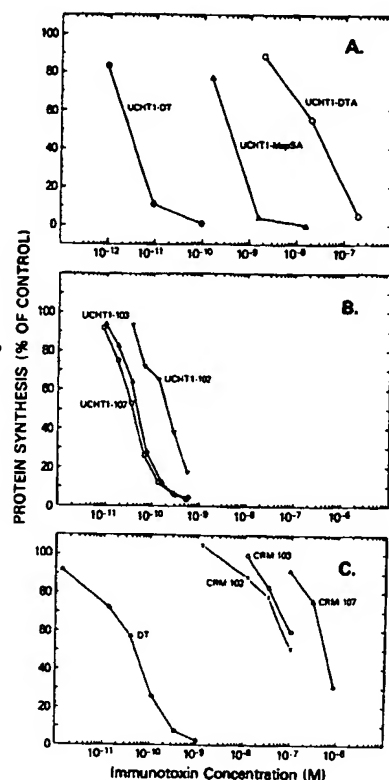 A.
80
60
40
20
0
UCHT1-DT
UCHT1-MopSA
UCHT1-DTA
10⁻¹² 10⁻¹¹ 10⁻¹⁰ 10⁻⁹ 10⁻⁸ 10⁻⁷
PROTEIN SYNTHESIS (% OF CONTROL)
B.
100
80
60
40
20
0
UCHT1-103
UCHT1-102
UCHT1-107
10⁻¹¹ 10⁻¹⁰ 10⁻⁹ 10⁻⁸ 10⁻⁷ 10⁻⁶
C.
100
80
60
40
20
0
DT
CRM 103
CRM 102
CRM 107
10⁻¹¹ 10⁻¹⁰ 10⁻⁹ 10⁻⁸ 10⁻⁷ 10⁻⁶
Immunotoxin Concentration (M)